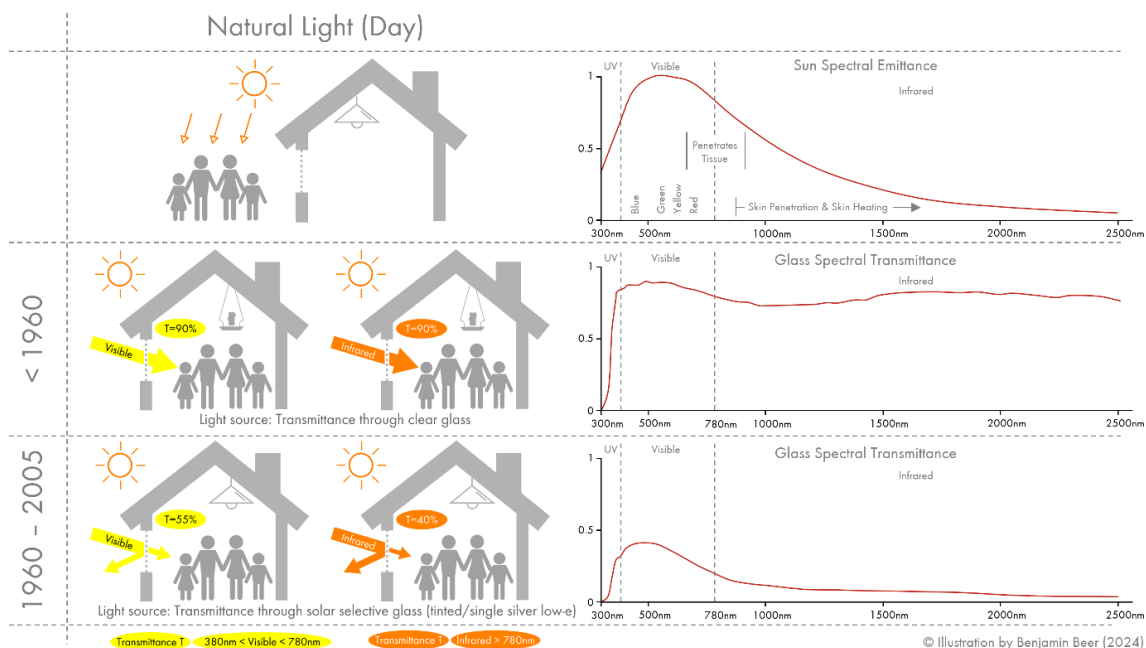 Natural Light (Day)
UV
Visible
Sun Spectral Emittance
Infrared
1
0.5
0
Penetrates
Tissue
Blue
Green
Yellow
Red
Skin Penetration & Skin Heating
300nm
500nm
780nm
1000nm
1500nm
2000nm
2500nm
< 1960
T=90%
Visible
T=90%
Infrared
Light source: Transmittance through clear glass
UV
Visible
Glass Spectral Transmittance
Infrared
1
0.5
0
300nm
500nm
780nm
1000nm
1500nm
2000nm
2500nm
1960 – 2005
T=55%
Visible
T=40%
Infrared
Light source: Transmittance through solar selective glass (tinted/single silver low-e)
UV
Visible
Glass Spectral Transmittance
Infrared
1
0.5
0
300nm
500nm
780nm
1000nm
1500nm
2000nm
2500nm
Transmittance T
380nm < Visible < 780nm
Transmittance T
Infrared > 780nm
© Illustration by Benjamin Beer (2024)